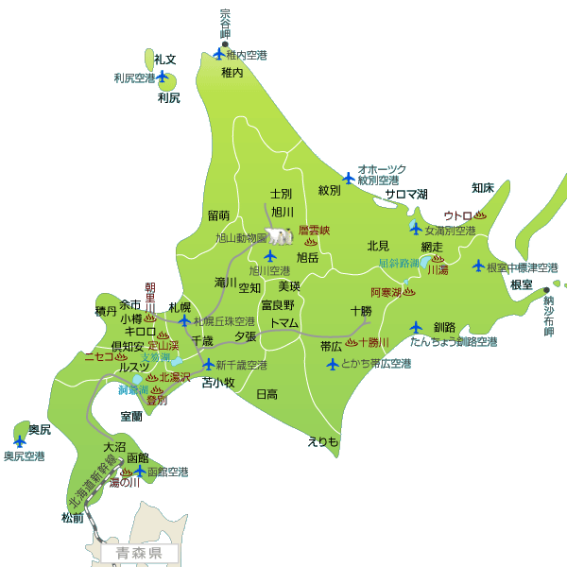 宗谷岬
稚内空港
稚内
礼文
利尻空港
利尻
オホーツク
紋別空港
紋別
サロマ湖
知床
ウトロ
士別
旭川
留萌
旭山動物園
層雲峡
旭岳
旭川空港
北見
女満別空港
網走
川湯
屈斜路湖
根室中標津空港
根室
納沙布岬
阿寒湖
滝川
空知
美瑛
富良野
トマム
十勝
朝里川
積丹
余市
小樽
札幌
札幌丘珠空港
キロロ
定山渓
千歳
夕張
倶知安
ニセコ
支笏湖
ルスツ
新千歳空港
帯広
十勝川
とかち帯広空港
釧路
たんちょう釧路空港
北湯沢
洞爺湖
登別
苫小牧
日高
室蘭
えりも
奥尻
奥尻空港
大沼
函館
函館空港
湯の川
北海道新幹線
松前
青森県